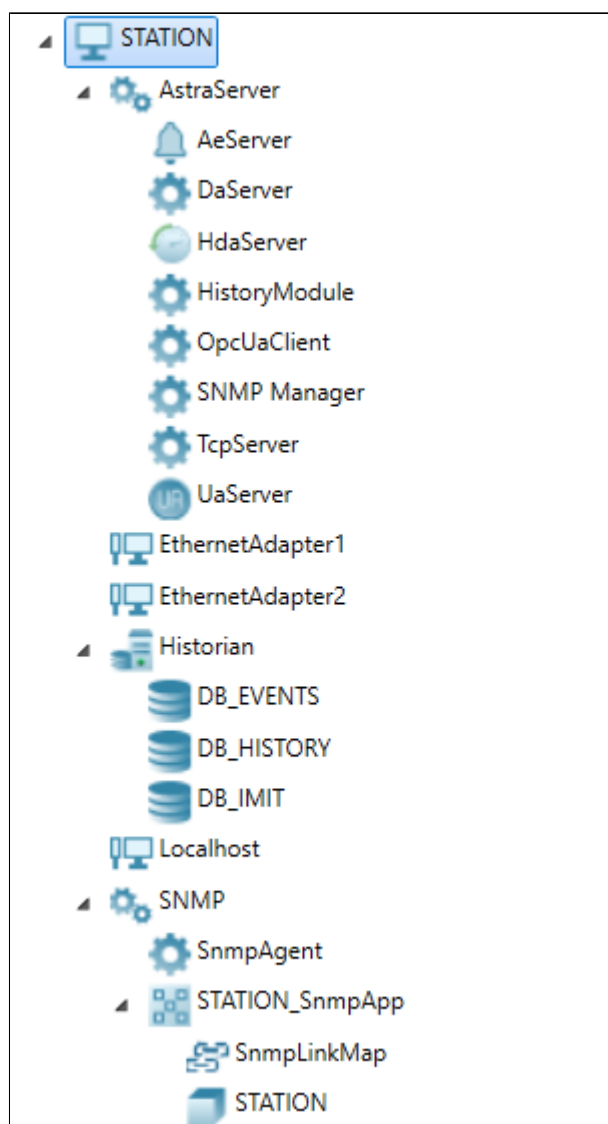 STATION
AstraServer
AeServer
DaServer
HdaServer
HistoryModule
OpcUaClient
SNMP Manager
TcpServer
UA UaServer
EthernetAdapter1
EthernetAdapter2
Historian
DB_EVENTS
DB_HISTORY
DB_IMIT
Localhost
SNMP
SnmpAgent
STATION_SnmpApp
SnmpLinkMap
STATION